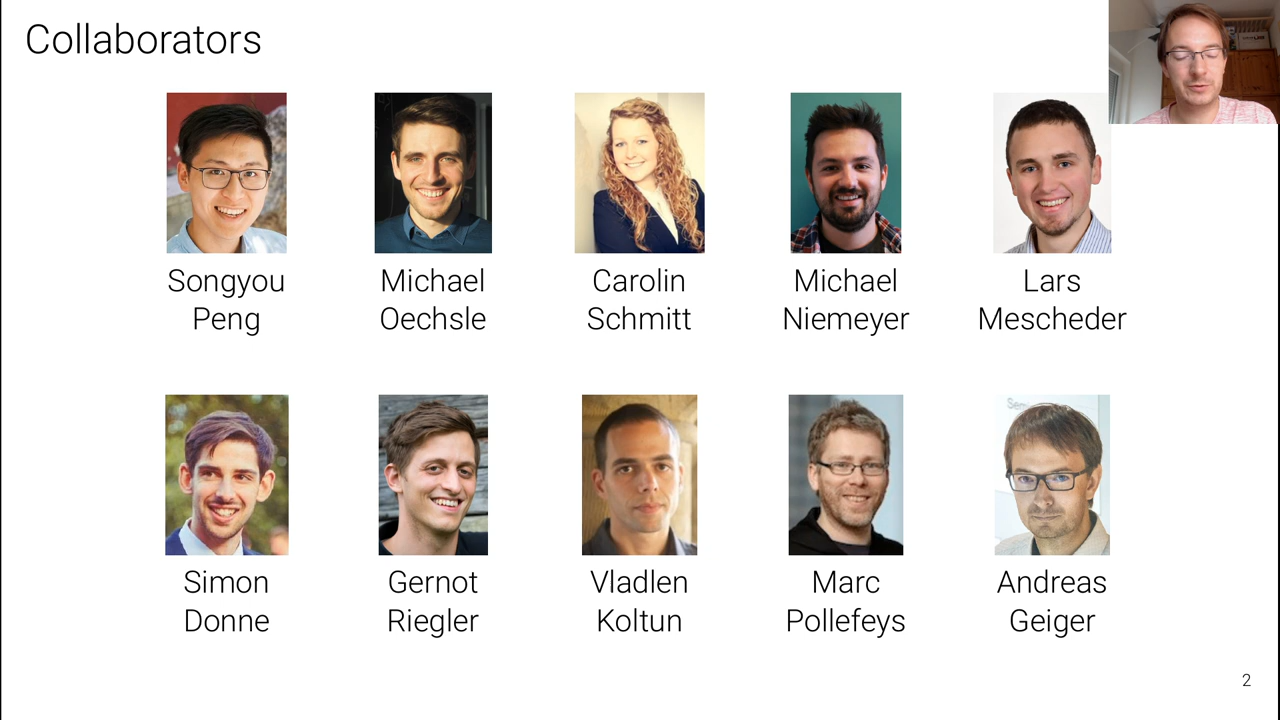 Collaborators
Songyou
Peng
Michael
Oechsle
Carolin
Schmitt
Michael
Niemeyer
Lars
Mescheder
Simon
Donne
Gernot
Riegler
Vladlen
Koltun
Marc
Pollefeys
Andreas
Geiger
2